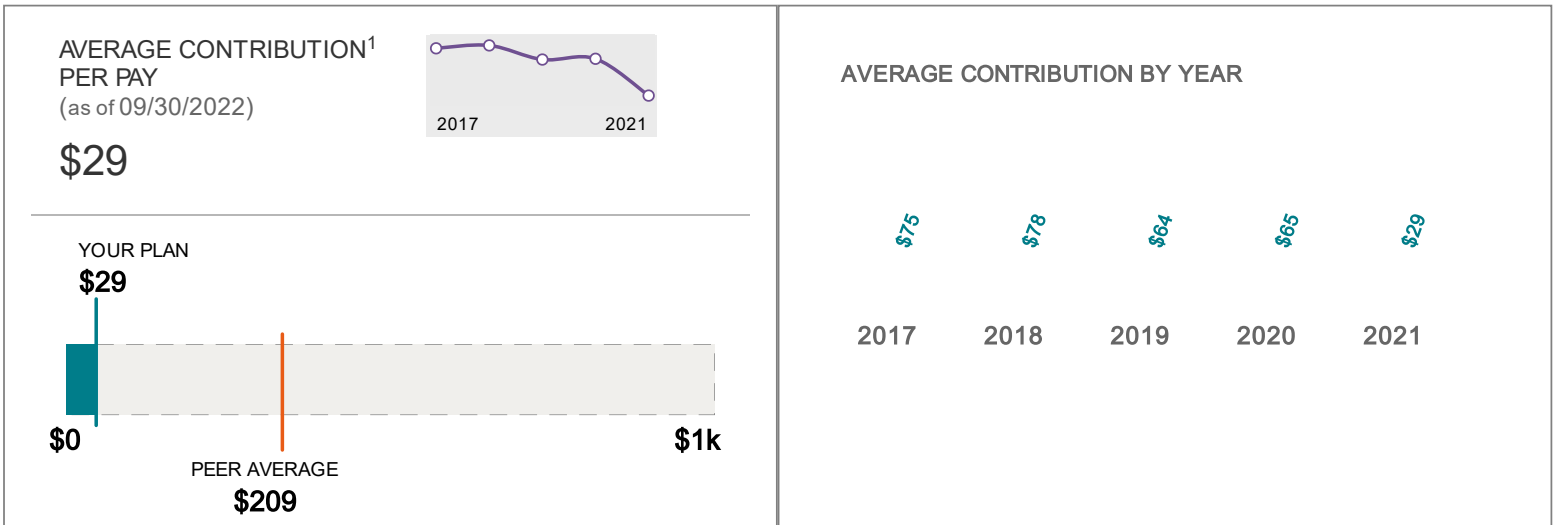 AVERAGE CONTRIBUTION1
PER PAY
(as of 09/30/2022)
$29
2017 2021
YOUR PLAN
$29
$0 $1k
PEER AVERAGE
$209
AVERAGE CONTRIBUTION BY YEAR
$75 $78 $64 $65 $29
2017 2018 2019 2020 2021